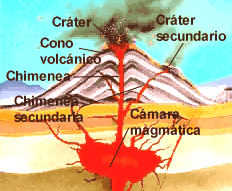 Cráter
Cráter
secundario
Cono
volcánico
Chimenea
Chimenea
secundaria
Cámara
magmática